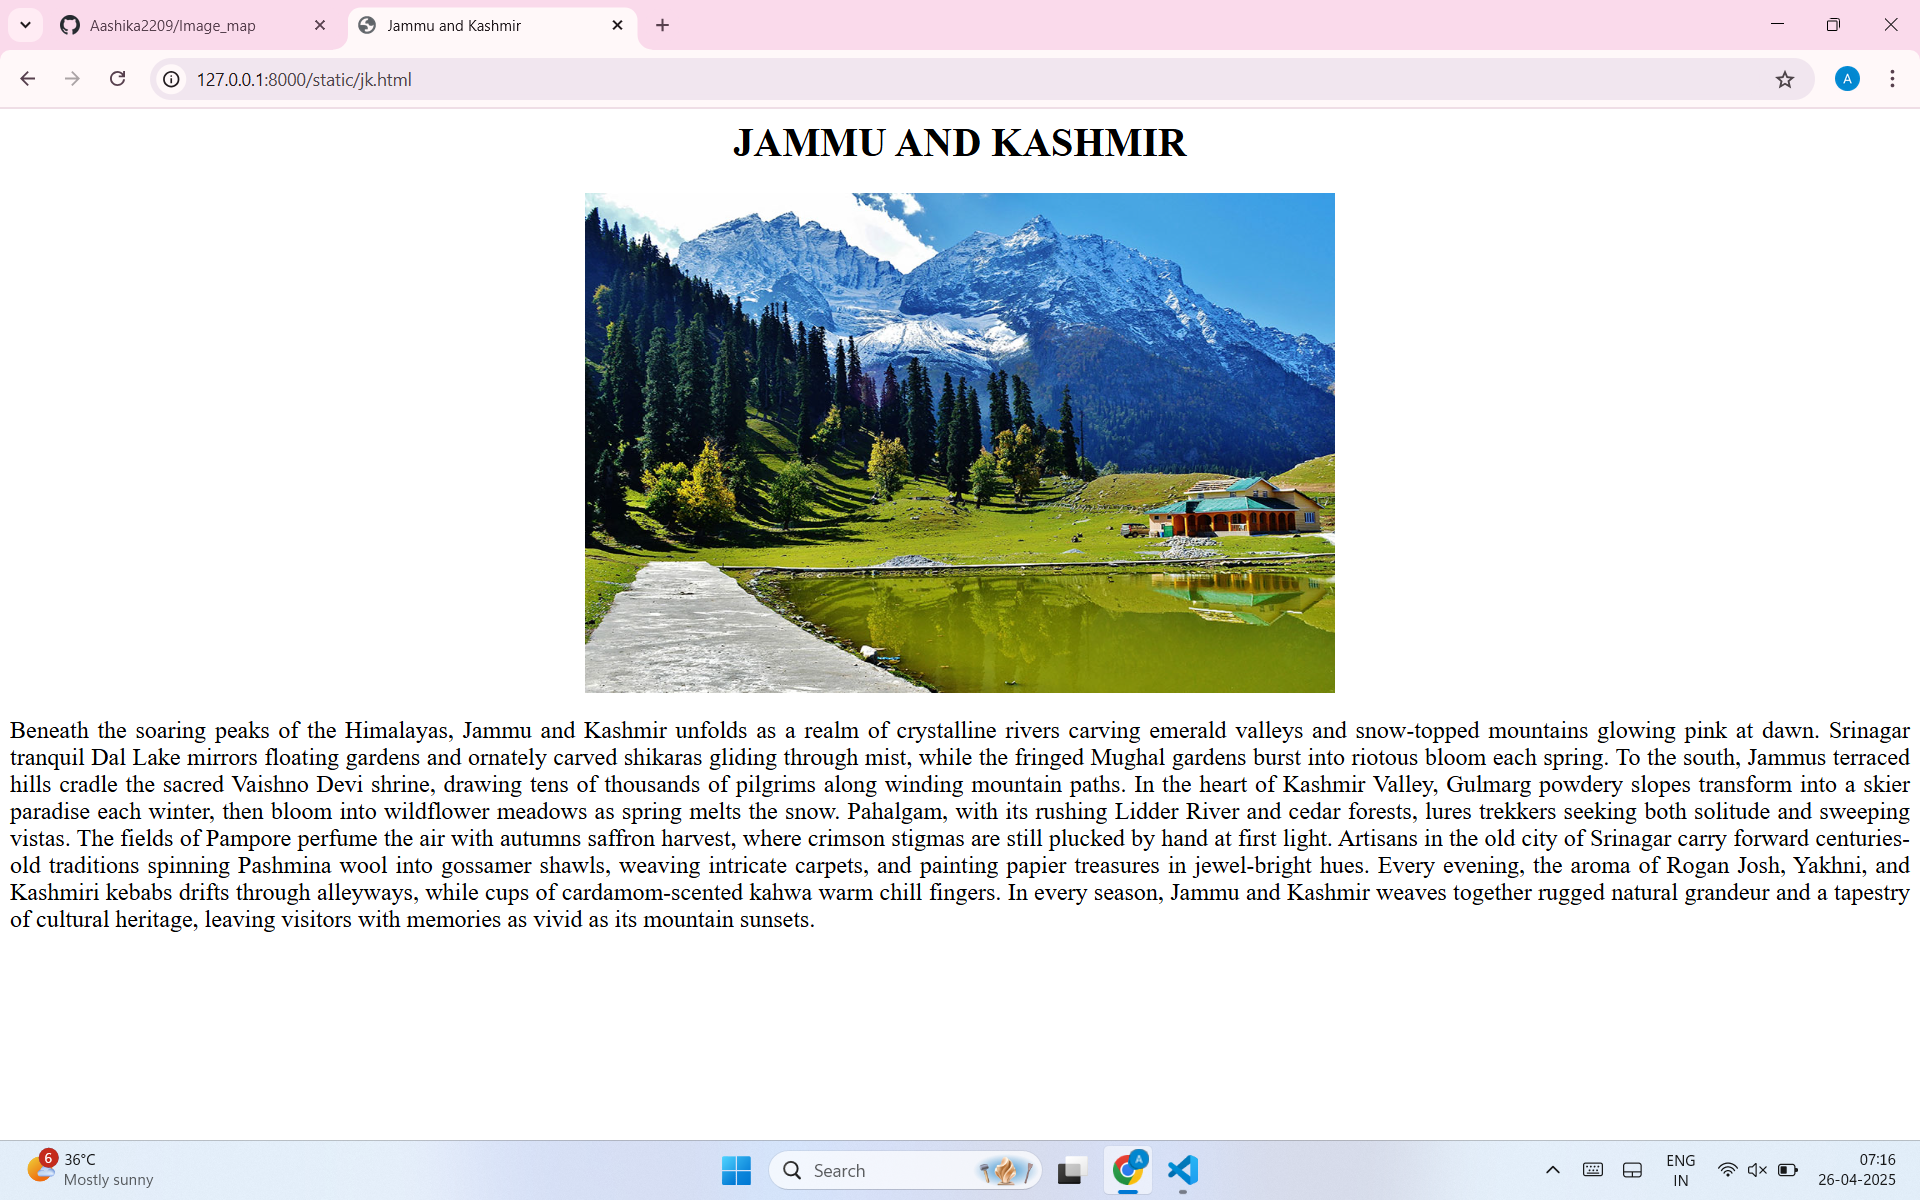 Aashika2209/Image_map
Jammu and Kashmir
127.0.0.1:8000/static/jk.html
A
JAMMU AND KASHMIR
Beneath the soaring peaks of the Himalayas, Jammu and Kashmir unfolds as a realm of crystalline rivers carving emerald valleys and snow-topped mountains glowing pink at dawn. Srinagar
tranquil Dal Lake mirrors floating gardens and ornately carved shikaras gliding through mist, while the fringed Mughal gardens burst into riotous bloom each spring. To the south, Jammus terraced
hills cradle the sacred Vaishno Devi shrine, drawing tens of thousands of pilgrims along winding mountain paths. In the heart of Kashmir Valley, Gulmarg powdery slopes transform into a skier
paradise each winter, then bloom into wildflower meadows as spring melts the snow. Pahalgam, with its rushing Lidder River and cedar forests, lures trekkers seeking both solitude and sweeping
vistas. The fields of Pampore perfume the air with autumns saffron harvest, where crimson stigmas are still plucked by hand at first light. Artisans in the old city of Srinagar carry forward centuries-
old traditions spinning Pashmina wool into gossamer shawls, weaving intricate carpets, and painting papier treasures in jewel-bright hues. Every evening, the aroma of Rogan Josh, Yakhni, and
Kashmiri kebabs drifts through alleyways, while cups of cardamom-scented kahwa warm chill fingers. In every season, Jammu and Kashmir weaves together rugged natural grandeur and a tapestry
of cultural heritage, leaving visitors with memories as vivid as its mountain sunsets.
6
36°C
Mostly sunny
Search
A
ENG
IN
07:16
26-04-2025